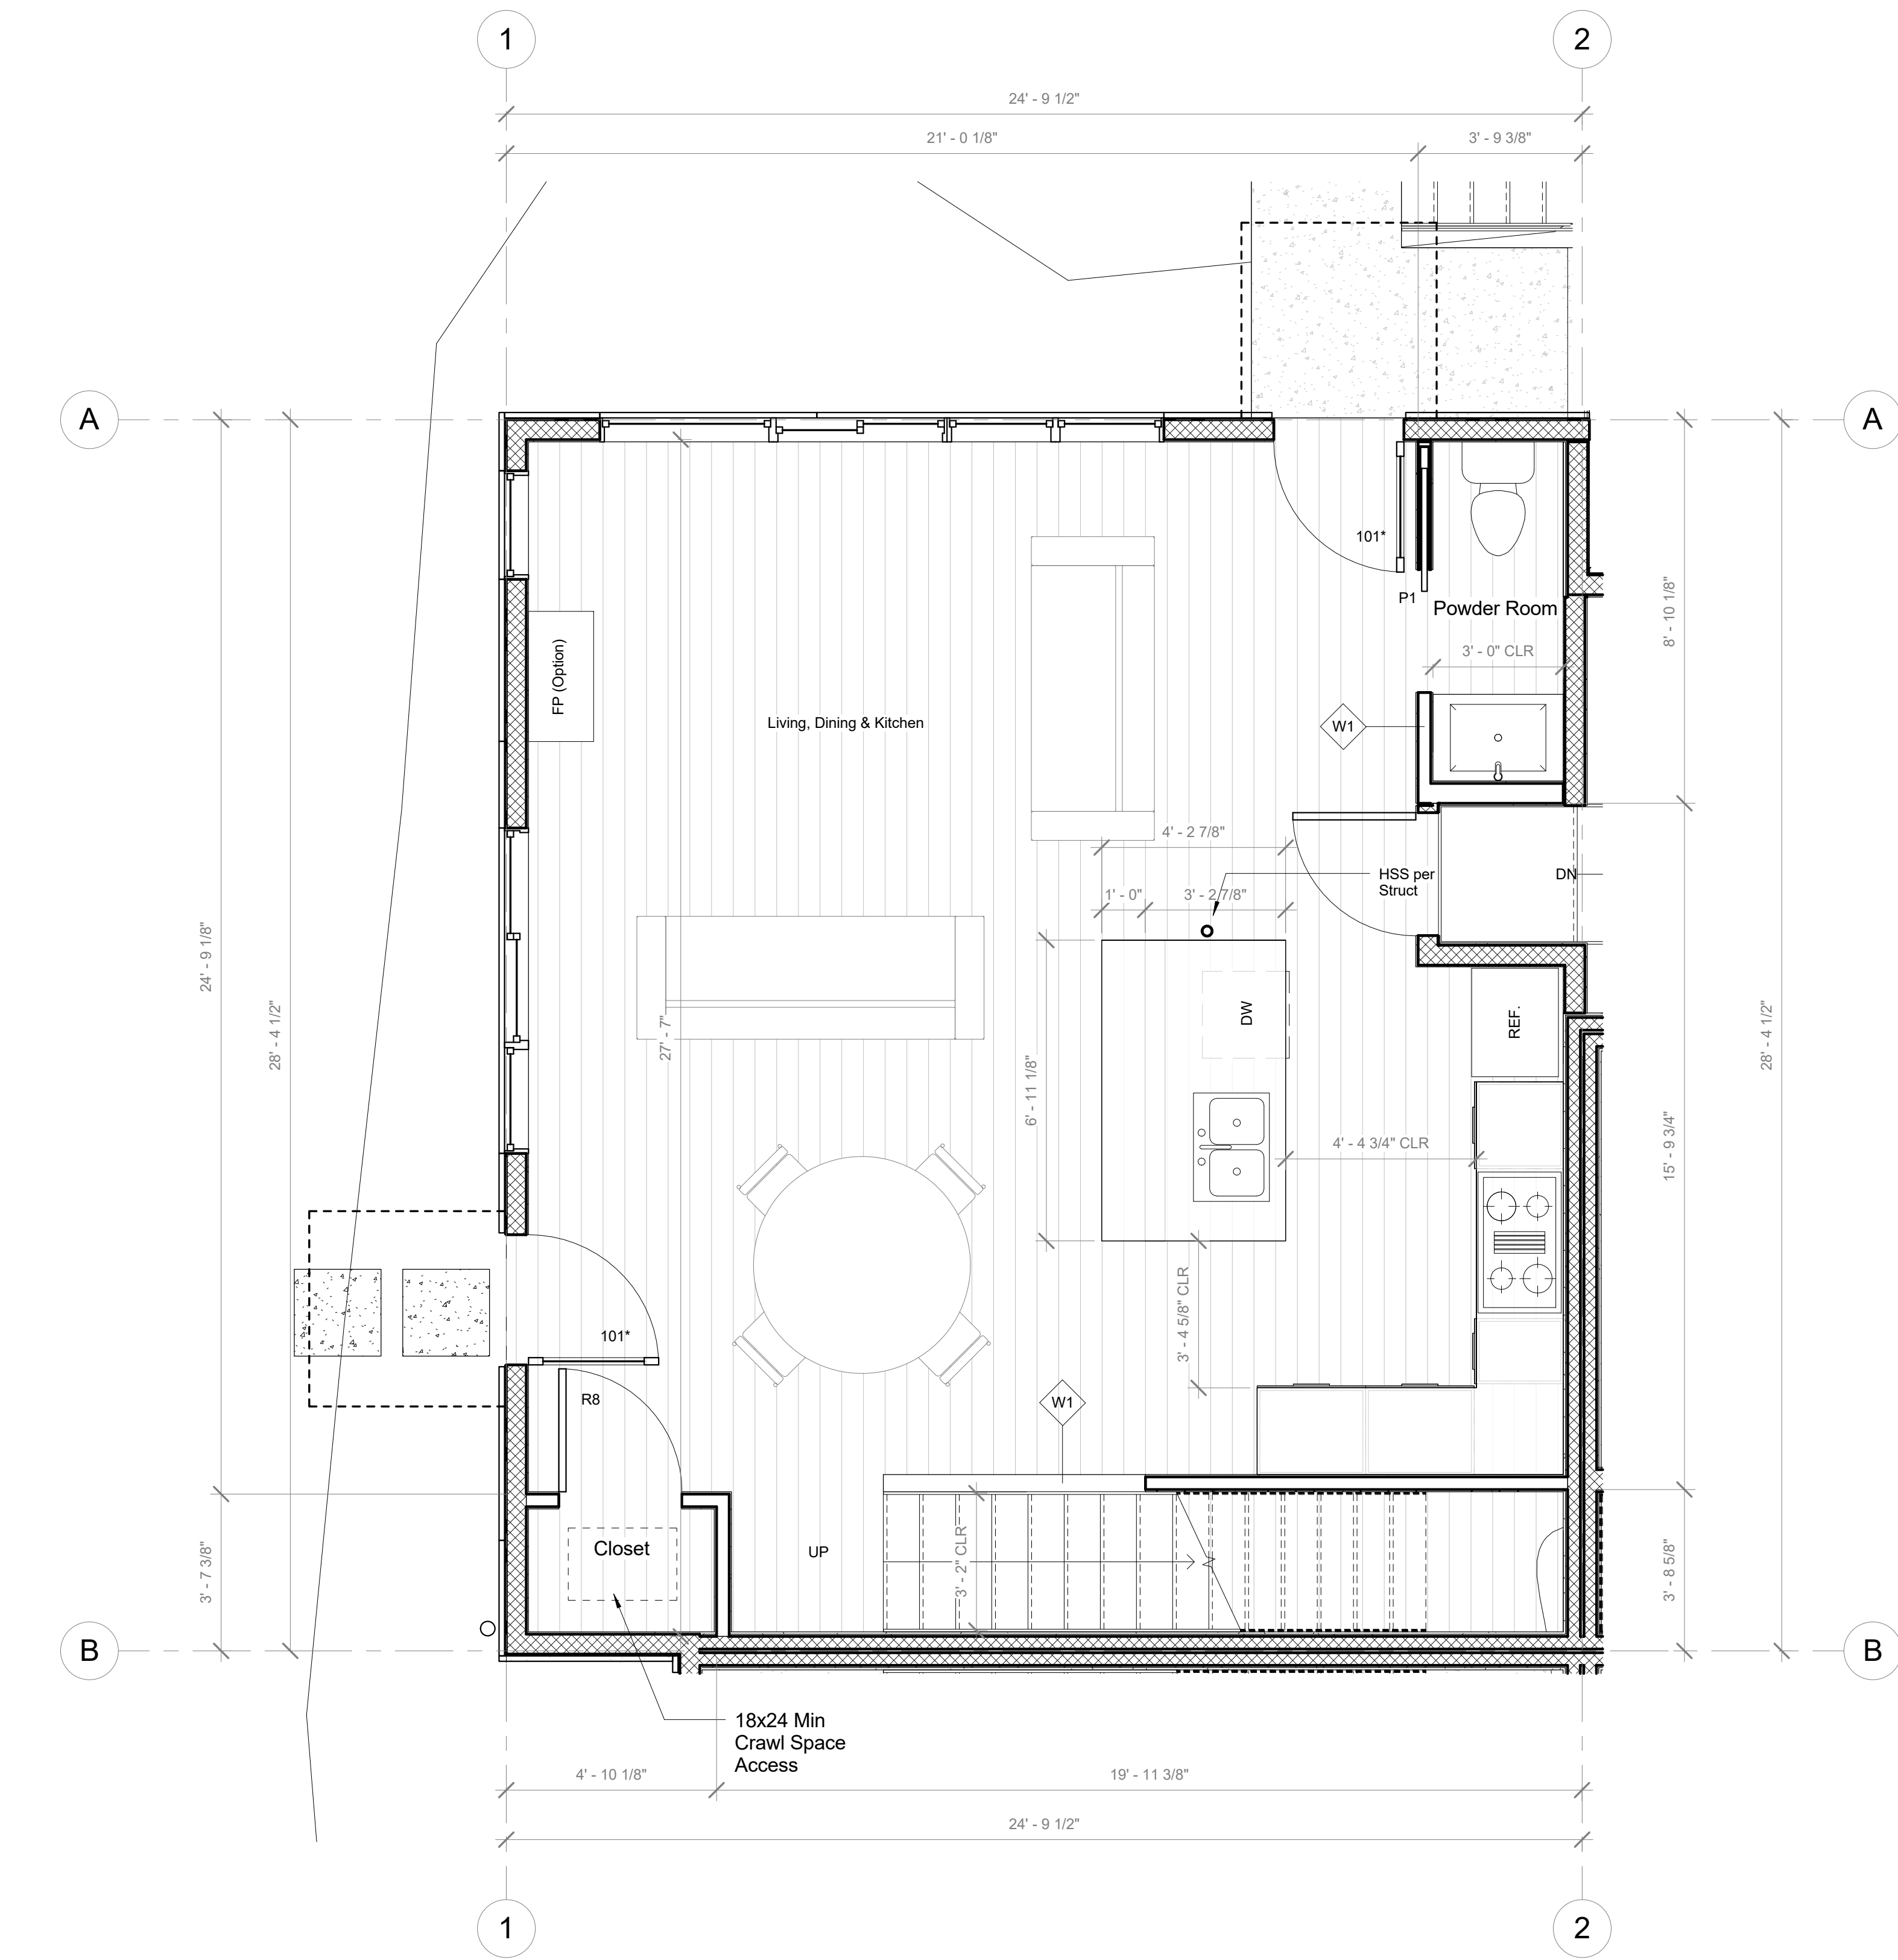 1
2
24' - 9 1/2"
21' - 0 1/8"
3' - 9 3/8"
A
A
101*
P1
Powder Room
3' - 0" CLR
8' - 10 1/8"
FP (Option)
Living, Dining & Kitchen
W1
4' - 2 7/8"
HSS per
Struct
DN
1' - 0"
3' - 2 7/8"
24' - 9 1/8"
28' - 4 1/2"
27' - 7"
DW
REF.
28' - 4 1/2"
6' - 11 1/8"
4' - 4 3/4" CLR
15' - 9 3/4"
101*
3' - 4 5/8" CLR
R8
W1
Closet
UP
3' - 2" CLR
3' - 7 3/8"
3' - 8 5/8"
B
B
18x24 Min
Crawl Space
Access
4' - 10 1/8"
19' - 11 3/8"
24' - 9 1/2"
1
2